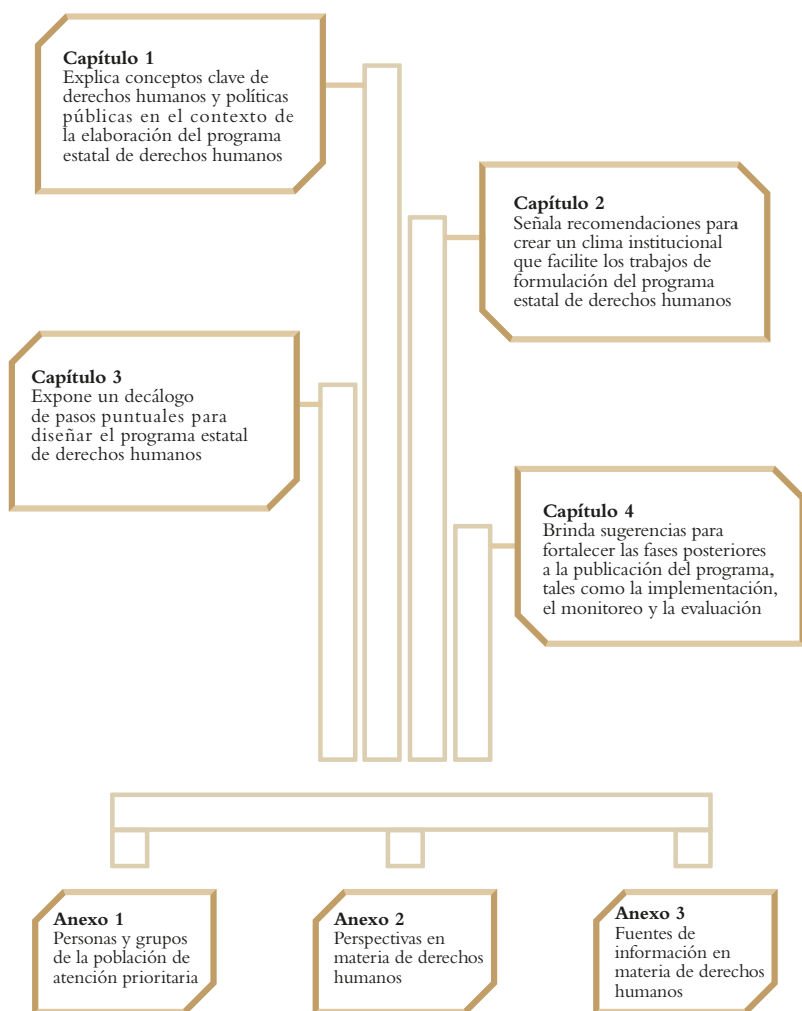 Capítulo 1
Explica conceptos clave de
derechos humanos y políticas
públicas en el contexto de
la elaboración del programa
estatal de derechos humanos
Capítulo 2
Señala recomendaciones para
crear un clima institucional
que facilite los trabajos de
formulación del programa
estatal de derechos humanos
Capítulo 3
Expone un decálogo
de pasos puntuales para
diseñar el programa estatal
de derechos humanos
Capítulo 4
Brinda sugerencias para
fortalecer las fases posteriores
a la publicación del programa,
tales como la implementación,
el monitoreo y la evaluación
Anexo 1
Personas y grupos
de la población de
atención prioritaria
Anexo 2
Perspectivas en
materia de derechos
humanos
Anexo 3
Fuentes de
información en
materia de derechos
humanos